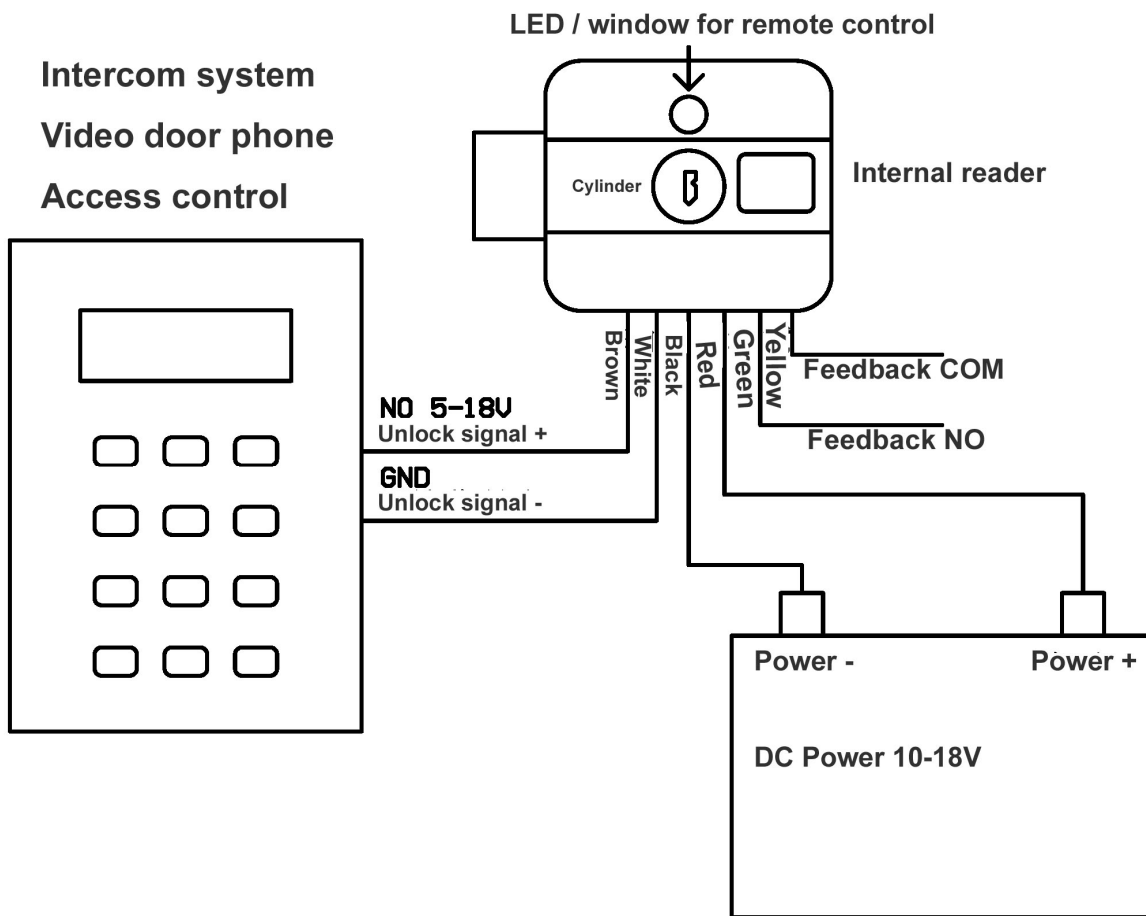 LED / window for remote control
Intercom system
Video door phone
Access control
Cylinder
Internal reader
Brown
White
Black
Red
Green
Yellow
Feedback COM
Feedback NO
NO 5-18V
Unlock signal +
GND
Unlock signal -
Power -
Power +
DC Power 10-18V